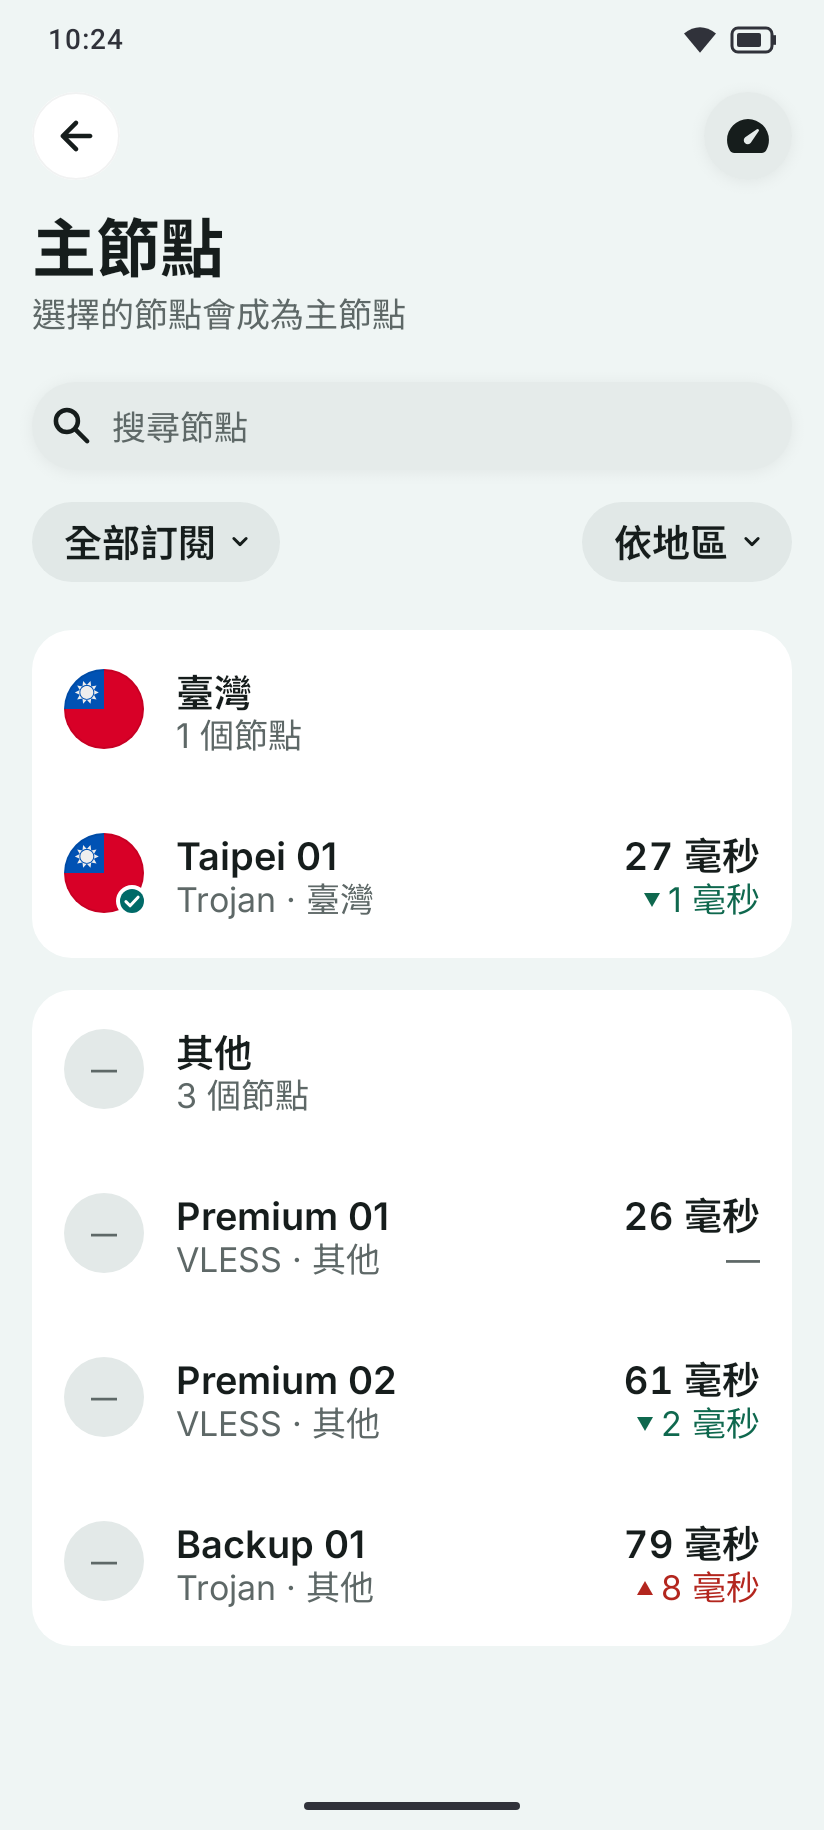 10:24
主節點
選擇的節點會成為主節點
搜尋節點
全部訂閱
依地區
臺灣
1 個節點
Taipei 01
27 毫秒
Trojan · 臺灣
▼1 毫秒
其他
3 個節點
Premium 01
26 毫秒
VLESS · 其他
—
Premium 02
61 毫秒
VLESS · 其他
▼2 毫秒
Backup 01
79 毫秒
Trojan · 其他
▲8 毫秒